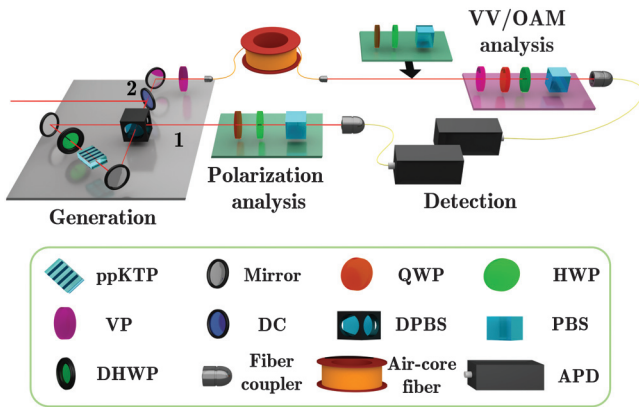 VV/OAM
analysis
2
1
Polarization
analysis
Generation
Detection
ppKTP
Mirror
QWP
HWP
VP
DC
DPBS
PBS
DHWP
Fiber
coupler
Air-core
fiber
APD